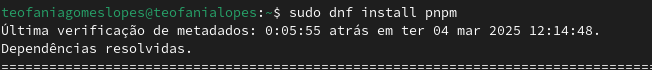 teofaniagomeslopes@teofanialopes:~$ sudo dnf install pnpm
Última verificação de metadados: 0:05:55 atrás em ter 04 mar 2025 12:14:48.
Dependências resolvidas.
================================================================================